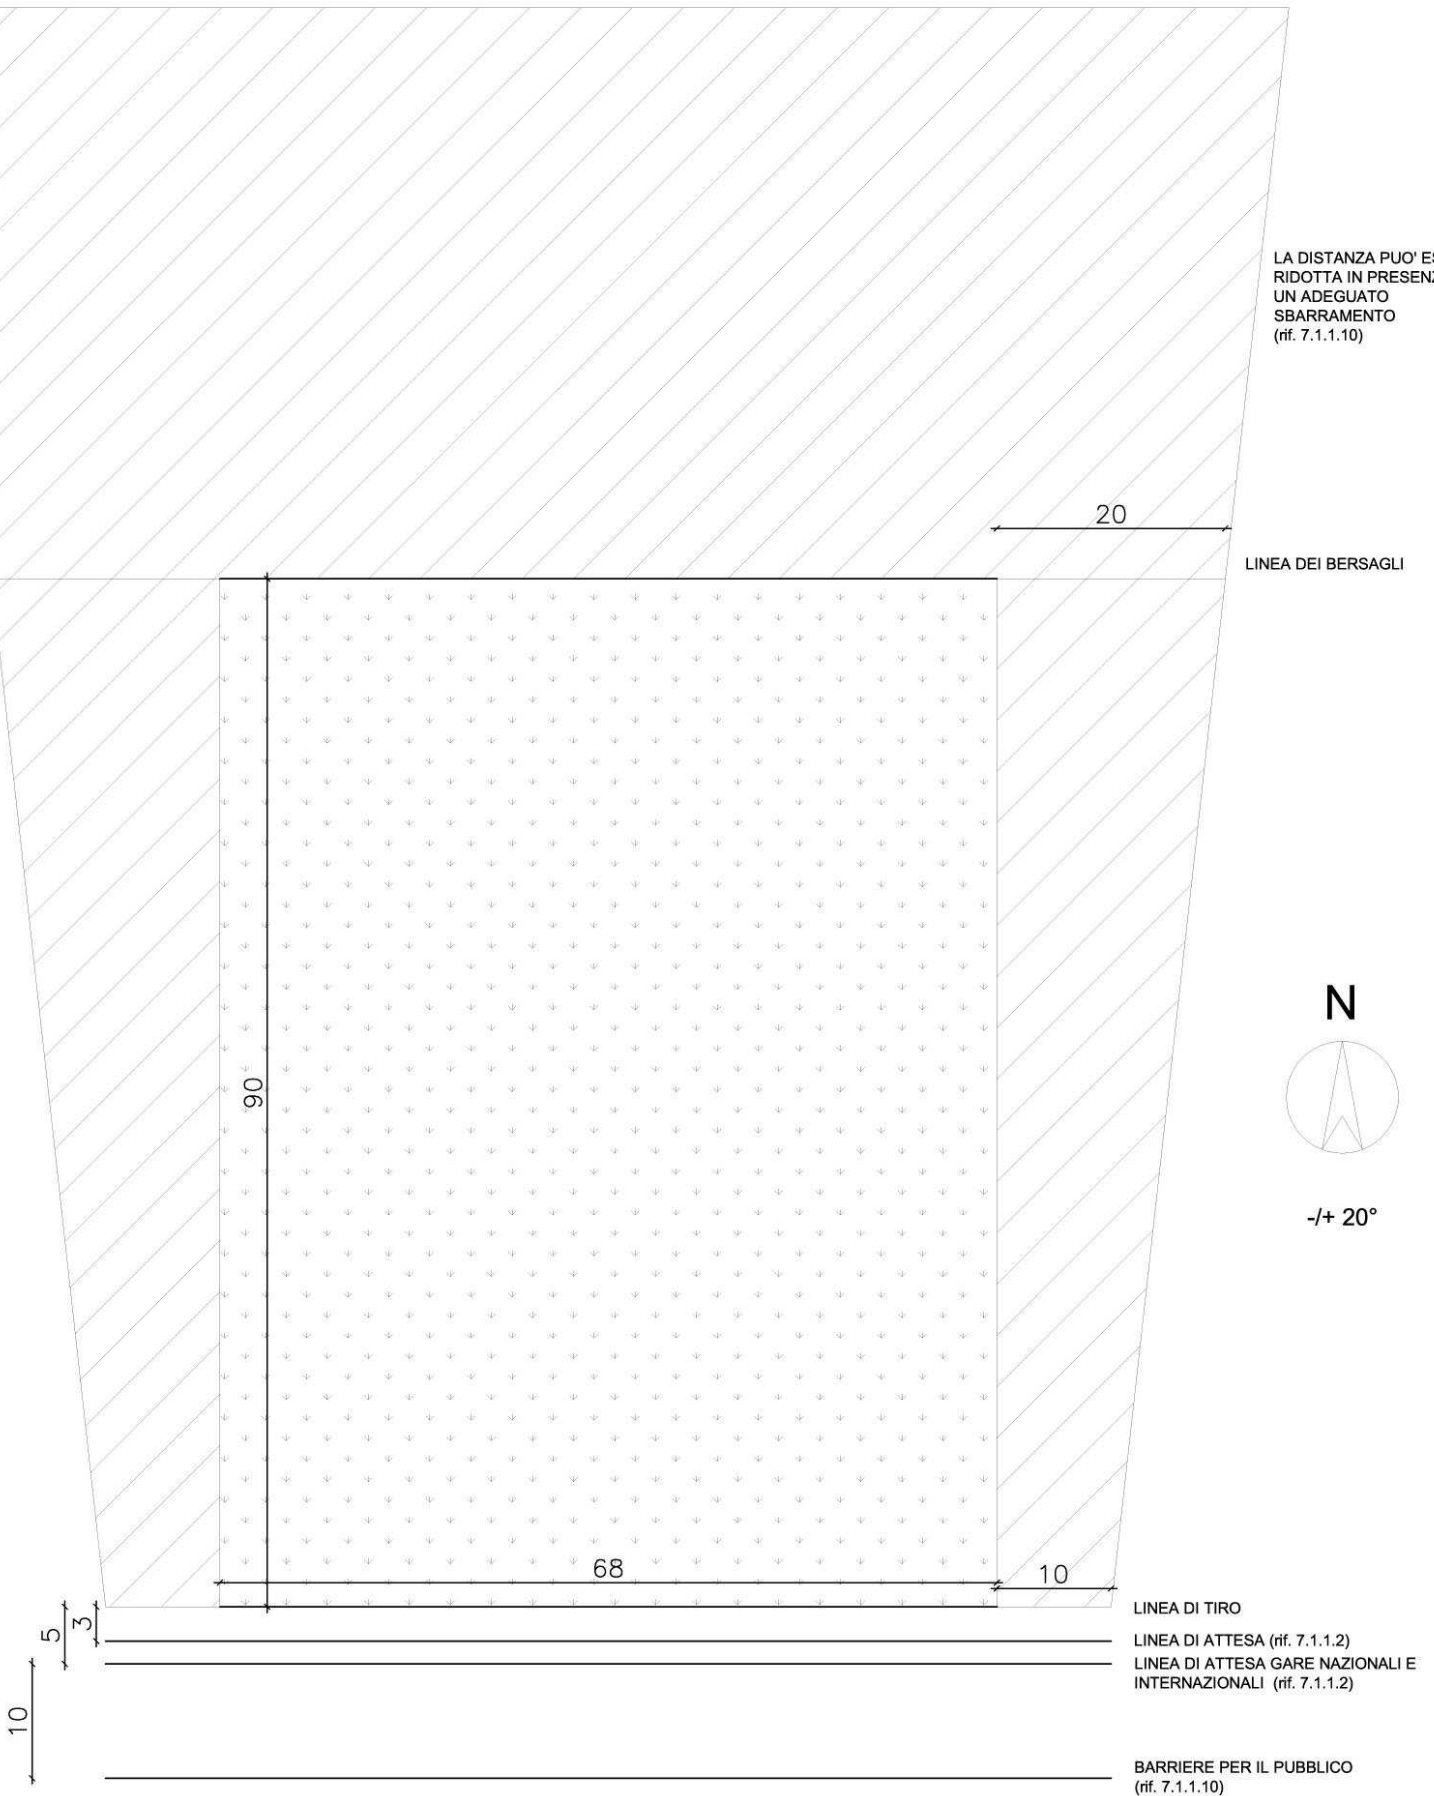 LA DISTANZA PUO'
RIDOTTA IN
UN ADEGUATO
SBARRAMENTO
(rif. 7.1.1.10)
20
LINEA DEI BERSAGLI
N
-/+ 20°
90
68
10
LINEA DI TIRO
3
5
LINEA DI ATTESA (rif. 7.1.1.2)
LINEA DI ATTESA GARE NAZIONALI E
INTERNAZIONALI (rif. 7.1.1.2)
10
BARRIERE PER IL PUBBLICO
(rif. 7.1.1.10)